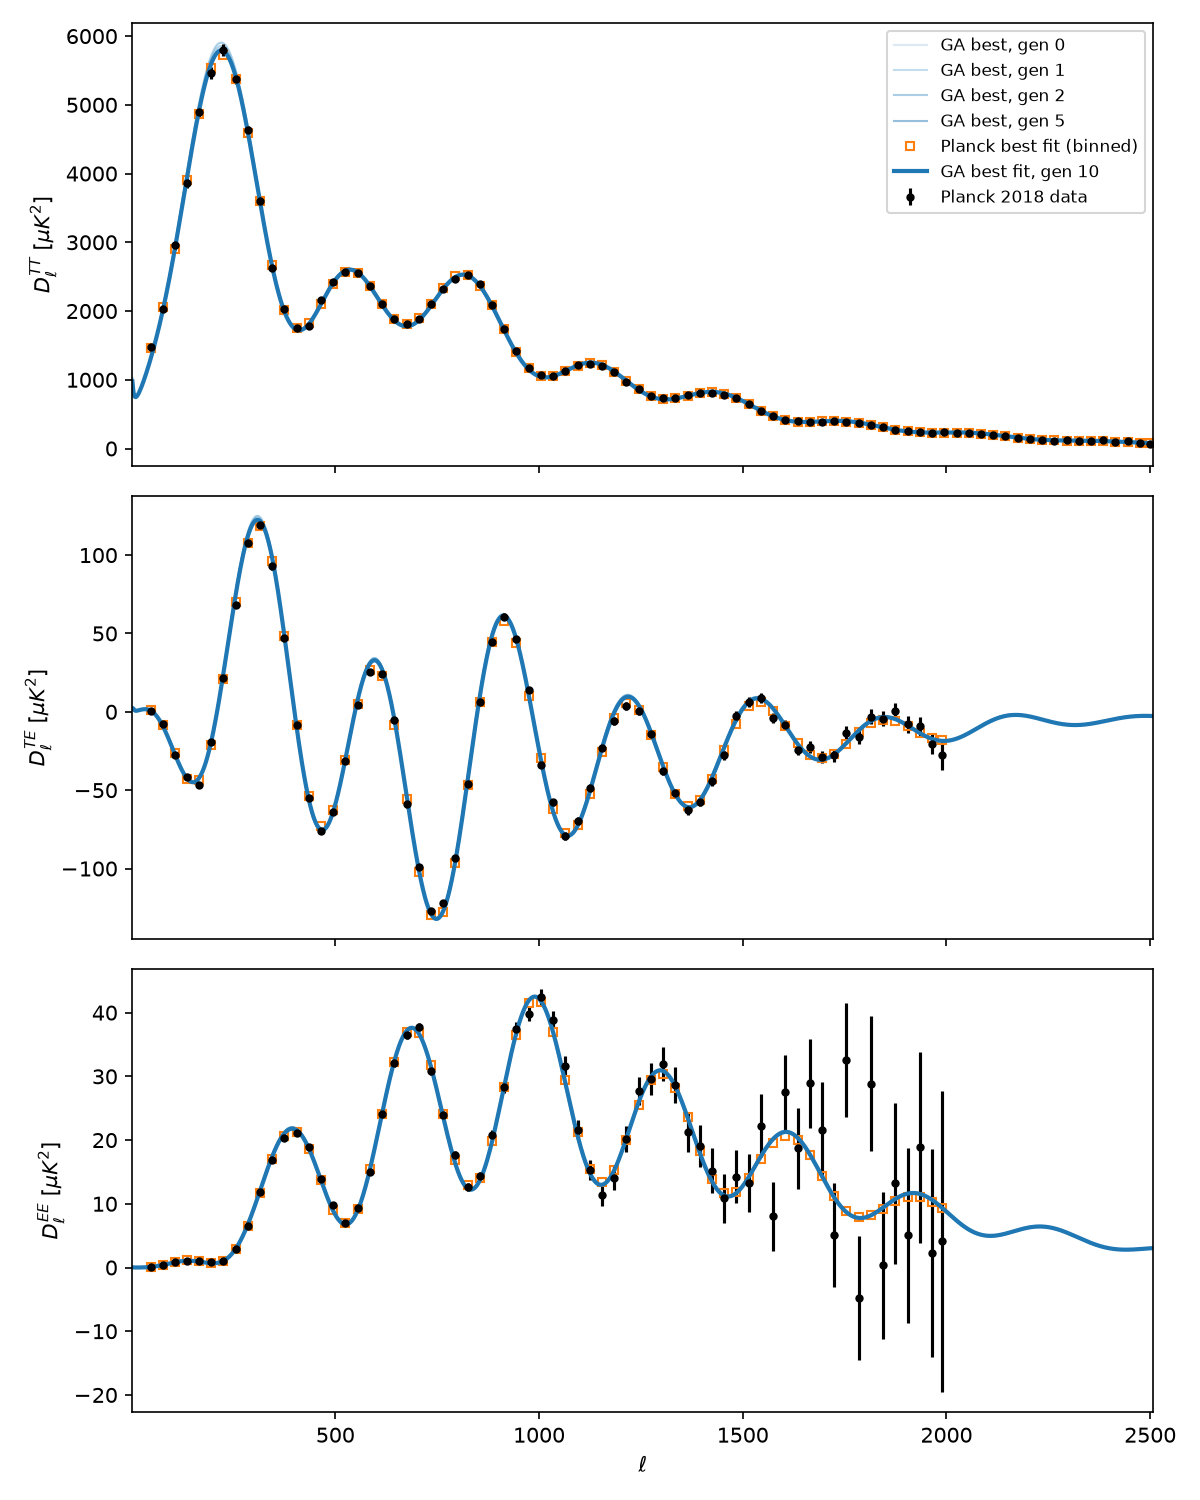 6000
5000
4000
3000
2000
1000
0
D_ℓ^{TT} [μK²]
GA best, gen 0
GA best, gen 1
GA best, gen 2
GA best, gen 5
Planck best fit (binned)
GA best fit, gen 10
Planck 2018 data
100
50
0
−50
−100
D_ℓ^{TE} [μK²]
40
30
20
10
0
−10
−20
D_ℓ^{EE} [μK²]
500 1000 1500 2000 2500
ℓ